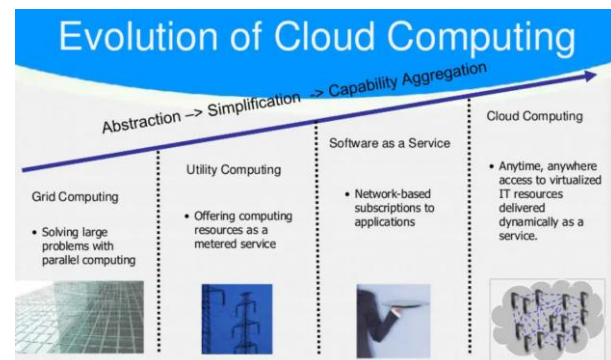 Evolution of Cloud Computing
Abstraction –> Simplification -> Capability Aggregation
Grid Computing
• Solving large
problems with
parallel computing
Utility Computing
• Offering computing
resources as a
metered service
Software as a Service
• Network-based
subscriptions to
applications
Cloud Computing
• Anytime, anywhere
access to virtualized
IT resources
delivered
dynamically as a
service.